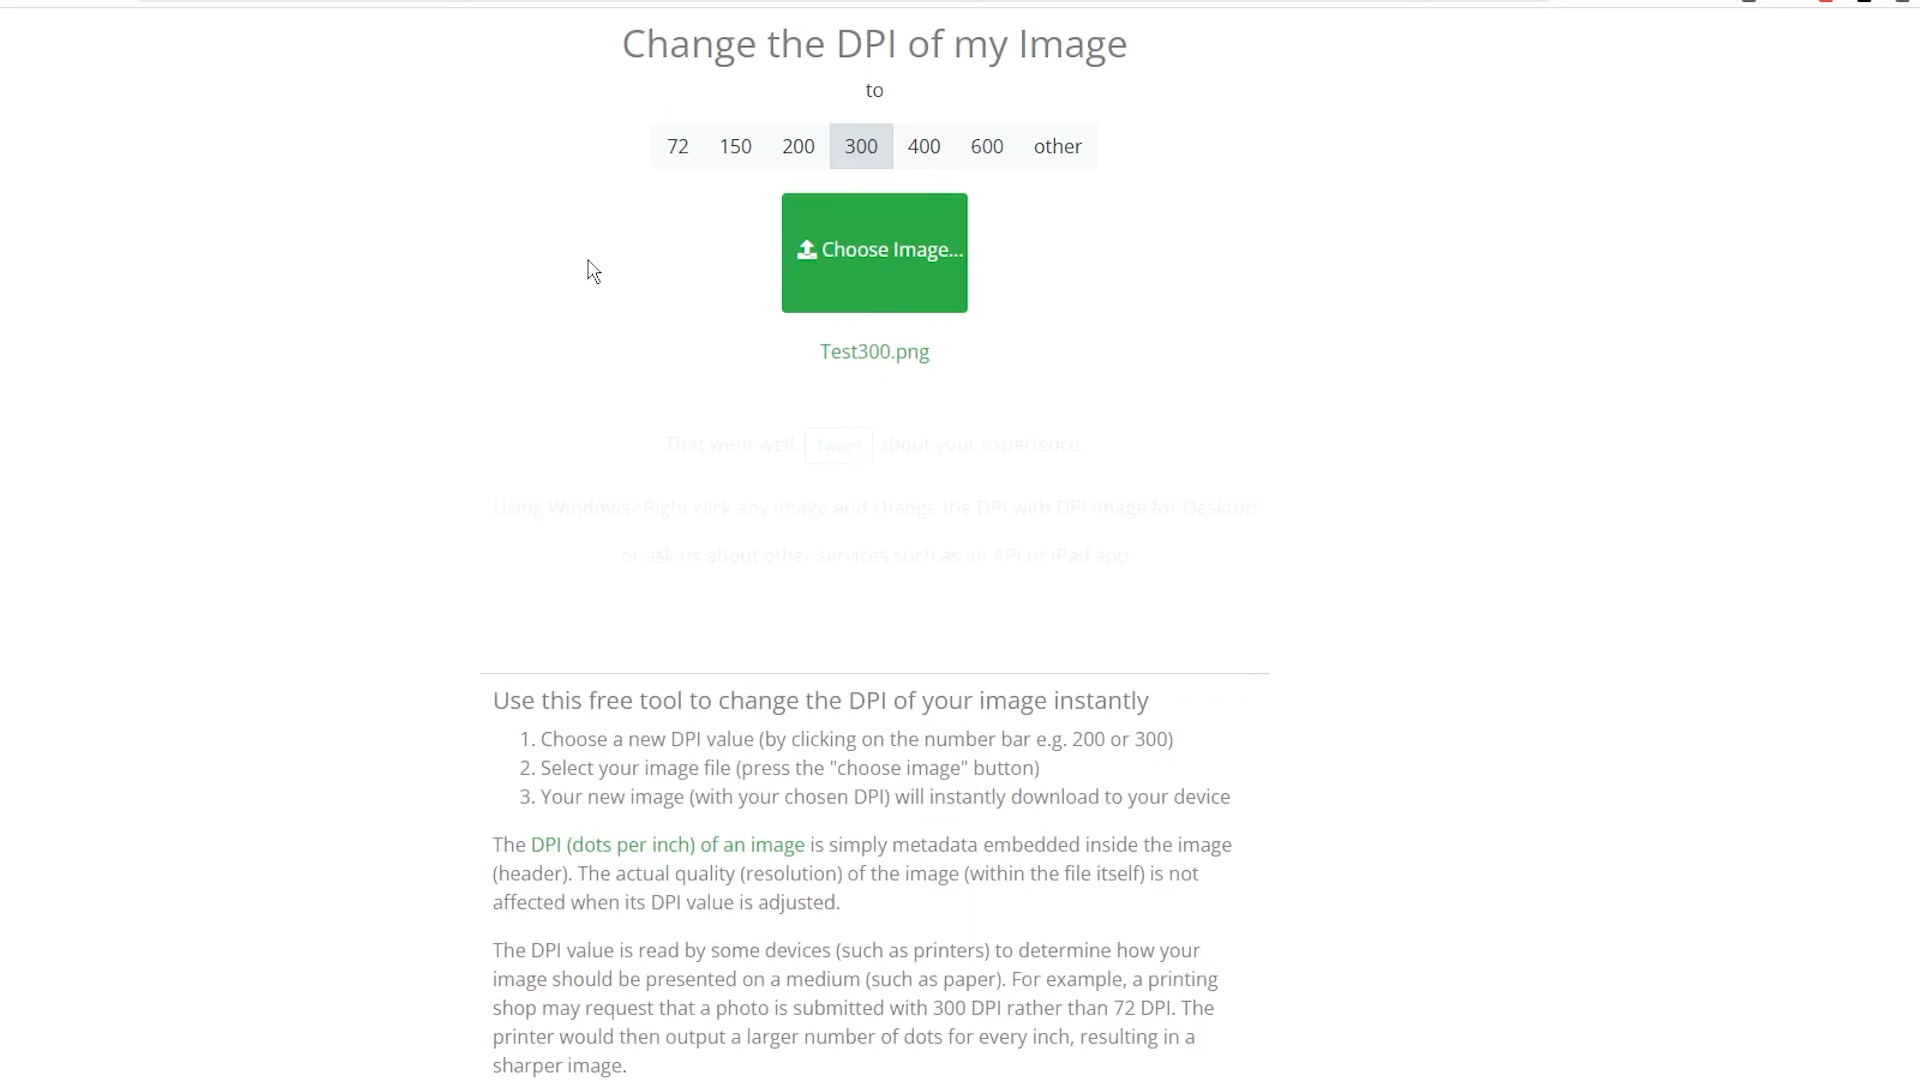 Change the DPI of my Image
to
72 150 200 300 400 600 other
Choose Image...
Test300.png
That went well. Tweet about your experience.
Using Windows? Right click any image and change the DPI with DPI Image for Desktop
or ask us about other services such as an API or iPad app
Use this free tool to change the DPI of your image instantly
1. Choose a new DPI value (by clicking on the number bar e.g. 200 or 300)
2. Select your image file (press the "choose image" button)
3. Your new image (with your chosen DPI) will instantly download to your device
The DPI (dots per inch) of an image is simply metadata embedded inside the image
(header). The actual quality (resolution) of the image (within the file itself) is not
affected when its DPI value is adjusted.
The DPI value is read by some devices (such as printers) to determine how your
image should be presented on a medium (such as paper). For example, a printing
shop may request that a photo is submitted with 300 DPI rather than 72 DPI. The
printer would then output a larger number of dots for every inch, resulting in a
sharper image.